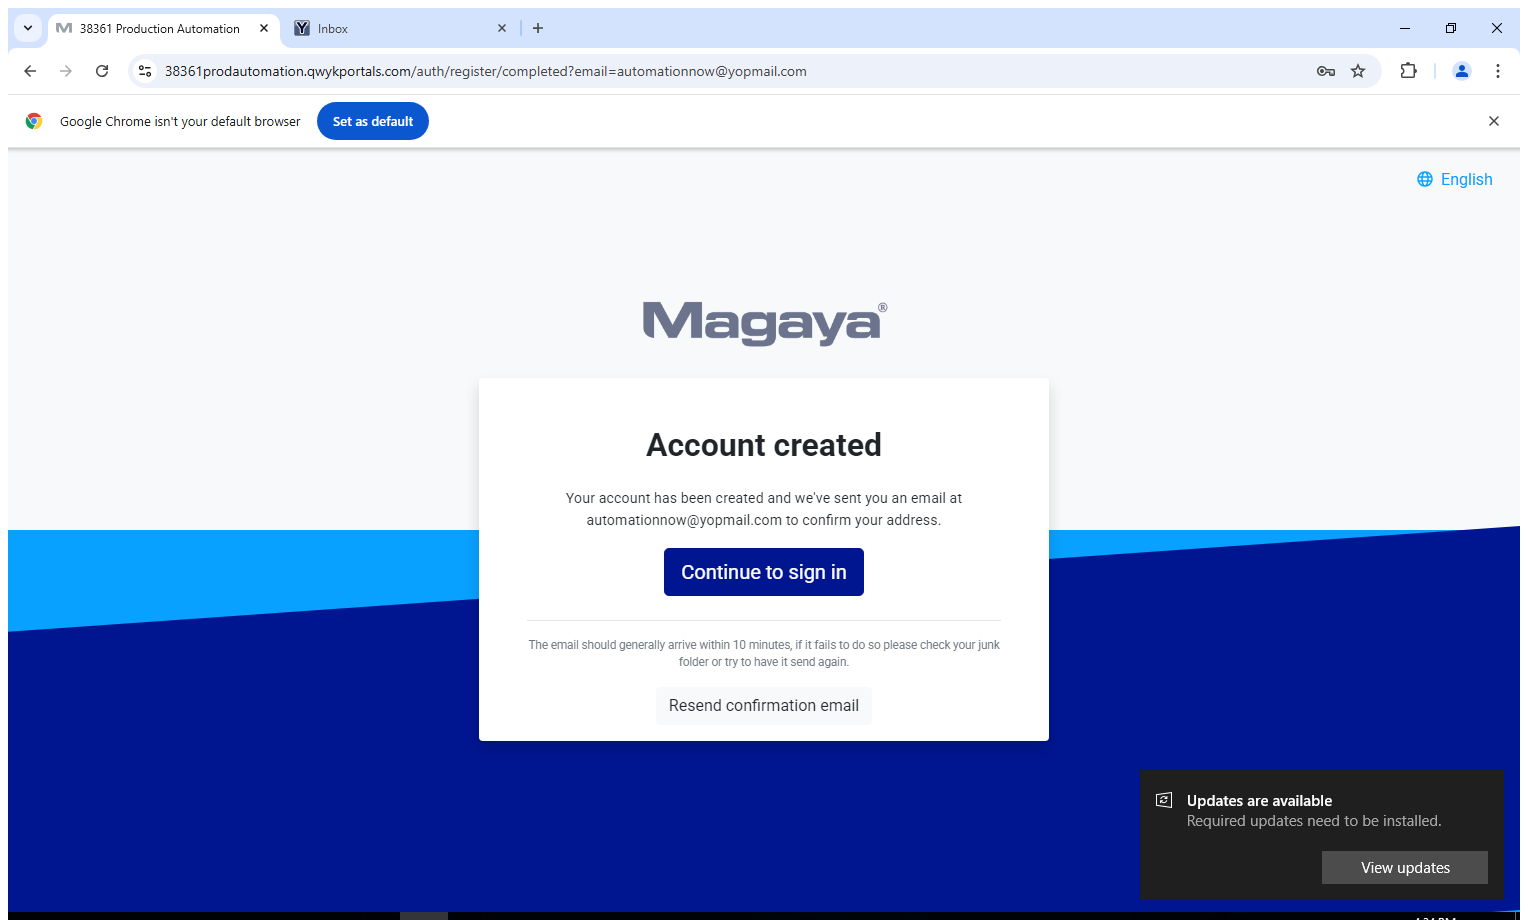 38361 Production Automation
Inbox
38361prodautomation.qwykportals.com/auth/register/completed?email=automationnow@yopmail.com
Google Chrome isn't your default browser
Set as default
English
Magaya®
Account created
Your account has been created and we've sent you an email at
automationnow@yopmail.com to confirm your address.
Continue to sign in
The email should generally arrive within 10 minutes, if it fails to do so please check your junk
folder or try to have it send again.
Resend confirmation email
Updates are available
Required updates need to be installed.
View updates